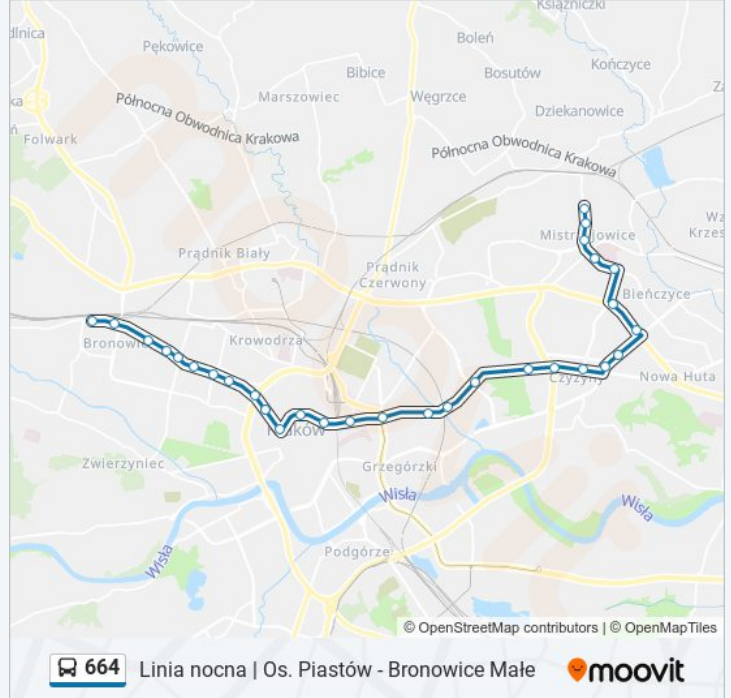 Książniczki
Boleń
Pękowice
Kończyce
Bibice
Bosutów
Marszowiec
Węgrzce
Dziekanowice
Północna Obwodnica Krakowa
Folwark
Północna Obwodnica Krakowa
Mistrzejowice
Prądnik Biały
Prądnik
Czerwony
Bieńczyce
Krowodrza
Bronowice
Czyżyny
Nowa Huta
Kraków
Zwierzyniec
Grzegórzki
Wisła
Wisła
Podgórze
Wisła
© OpenStreetMap contributors | © OpenMapTiles
664 Linia nocna | Os. Piastów - Bronowice Małe moovit